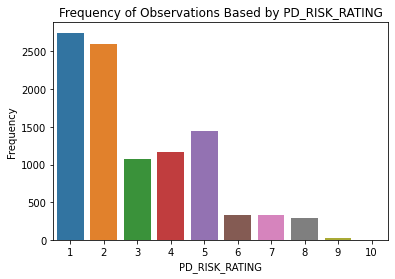 Frequency of Observations Based by PD_RISK_RATING
2500
2000
1500
1000
500
0
Frequency
1 2 3 4 5 6 7 8 9 10
PD_RISK_RATING